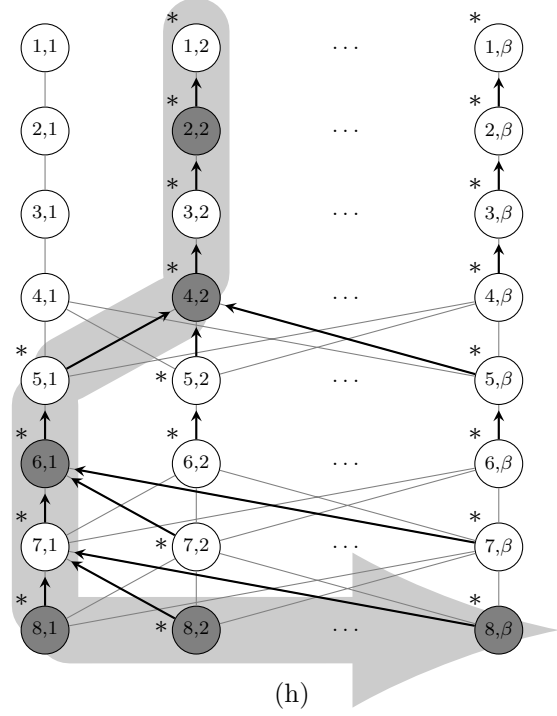 * *
1,1 1,2 ··· 1,β
* *
2,1 2,2 ··· 2,β
* *
3,1 3,2 ··· 3,β
*
4,1 4,2 ··· 4,β
*
5,1 * 5,2 ··· 5,β
* * *
6,1 6,2 ··· 6,β
* *
7,1 * 7,2 ··· 7,β
* *
8,1 * 8,2 ··· 8,β
(h)